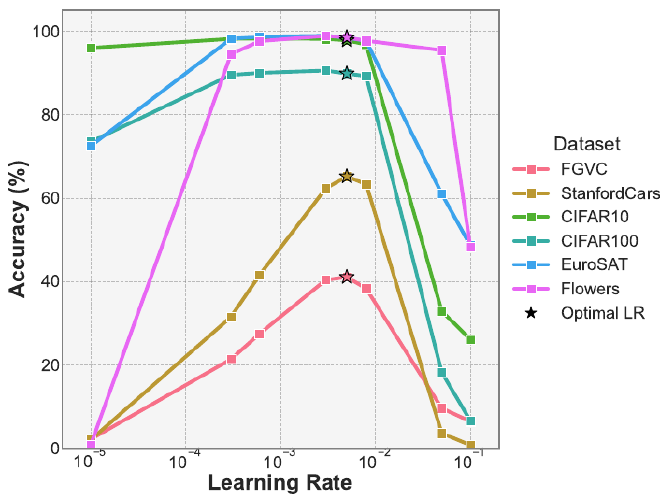 100
80
60
40
20
0
Accuracy (%)
10⁻⁵ 10⁻⁴ 10⁻³ 10⁻² 10⁻¹
Learning Rate
Dataset
FGVC
StanfordCars
CIFAR10
CIFAR100
EuroSAT
Flowers
Optimal LR